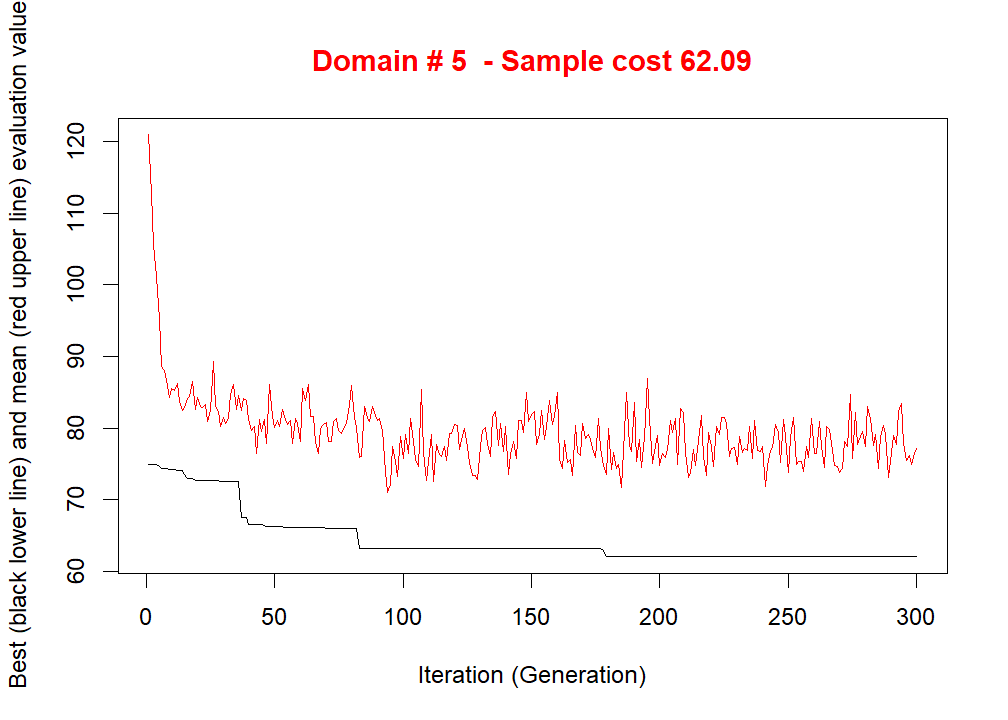 Domain # 5  - Sample cost 62.09
Best (black lower line) and mean (red upper line) evaluation value
120
110
100
90
80
70
60
0 50 100 150 200 250 300
Iteration (Generation)